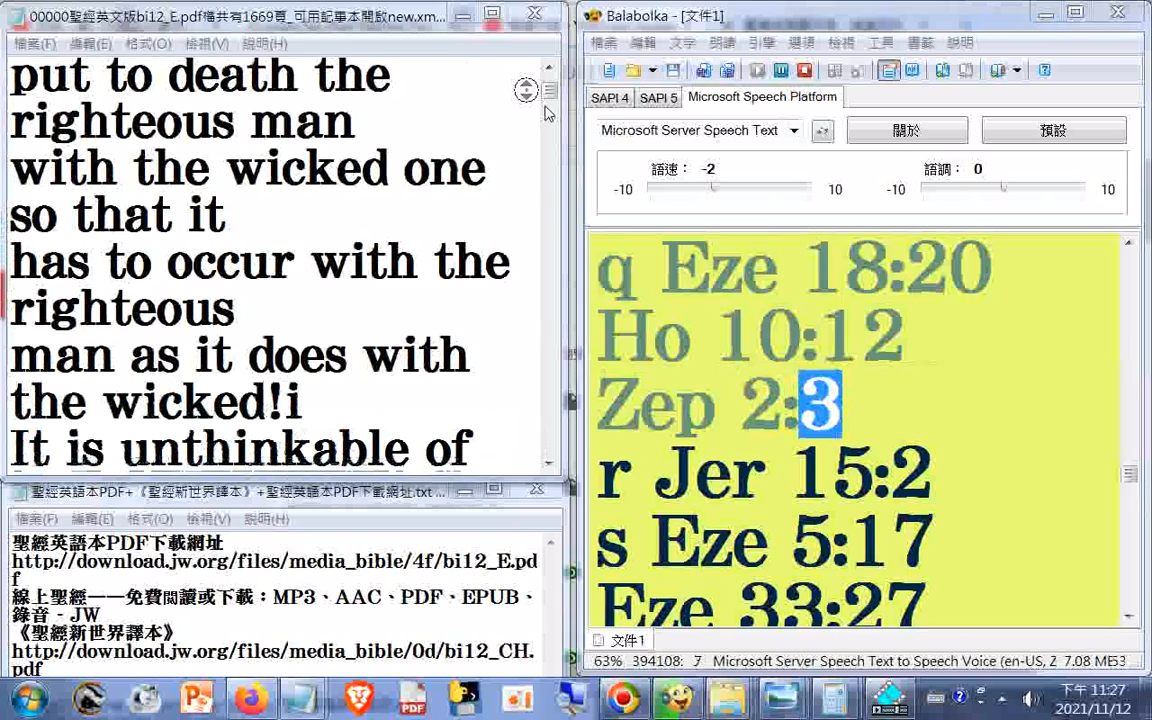 00000聖經英文版bi12_E.pdf檔共有1669頁_可用記事本開啟new.xm...
檔案(F) 編輯(E) 格式(O) 檢視(V) 說明(H)
put to death the
righteous man
with the wicked one
so that it
has to occur with the
righteous
man as it does with
the wicked!i
It is unthinkable of
聖經英語本PDF+《聖經新世界譯本》+聖經英語本PDF下載網址.txt ...
檔案(F) 編輯(E) 格式(O) 檢視(V) 說明(H)
聖經英語本PDF下載網址
http://download.jw.org/files/media_bible/4f/bi12_E.pd
f
線上聖經——免費閱讀或下載：MP3、AAC、PDF、EPUB、
錄音 - JW
《聖經新世界譯本》
http://download.jw.org/files/media_bible/0d/bi12_CH.
pdf
Balabolka - [文件1]
檔案 編輯 文字 朗讀 引擎 選項 檢視 工具 書籤 說明
SAPI 4 SAPI 5 Microsoft Speech Platform
Microsoft Server Speech Text 關於 預設
語速： -2 語調： 0
-10 10 -10 10
q Eze 18:20
Ho 10:12
Zep 2:3
r Jer 15:2
s Eze 5:17
Eze 33:27
文件1
63% 394108: 7 Microsoft Server Speech Text to Speech Voice (en-US, Z 7.08 ME53
下午 11:27
2021/11/12